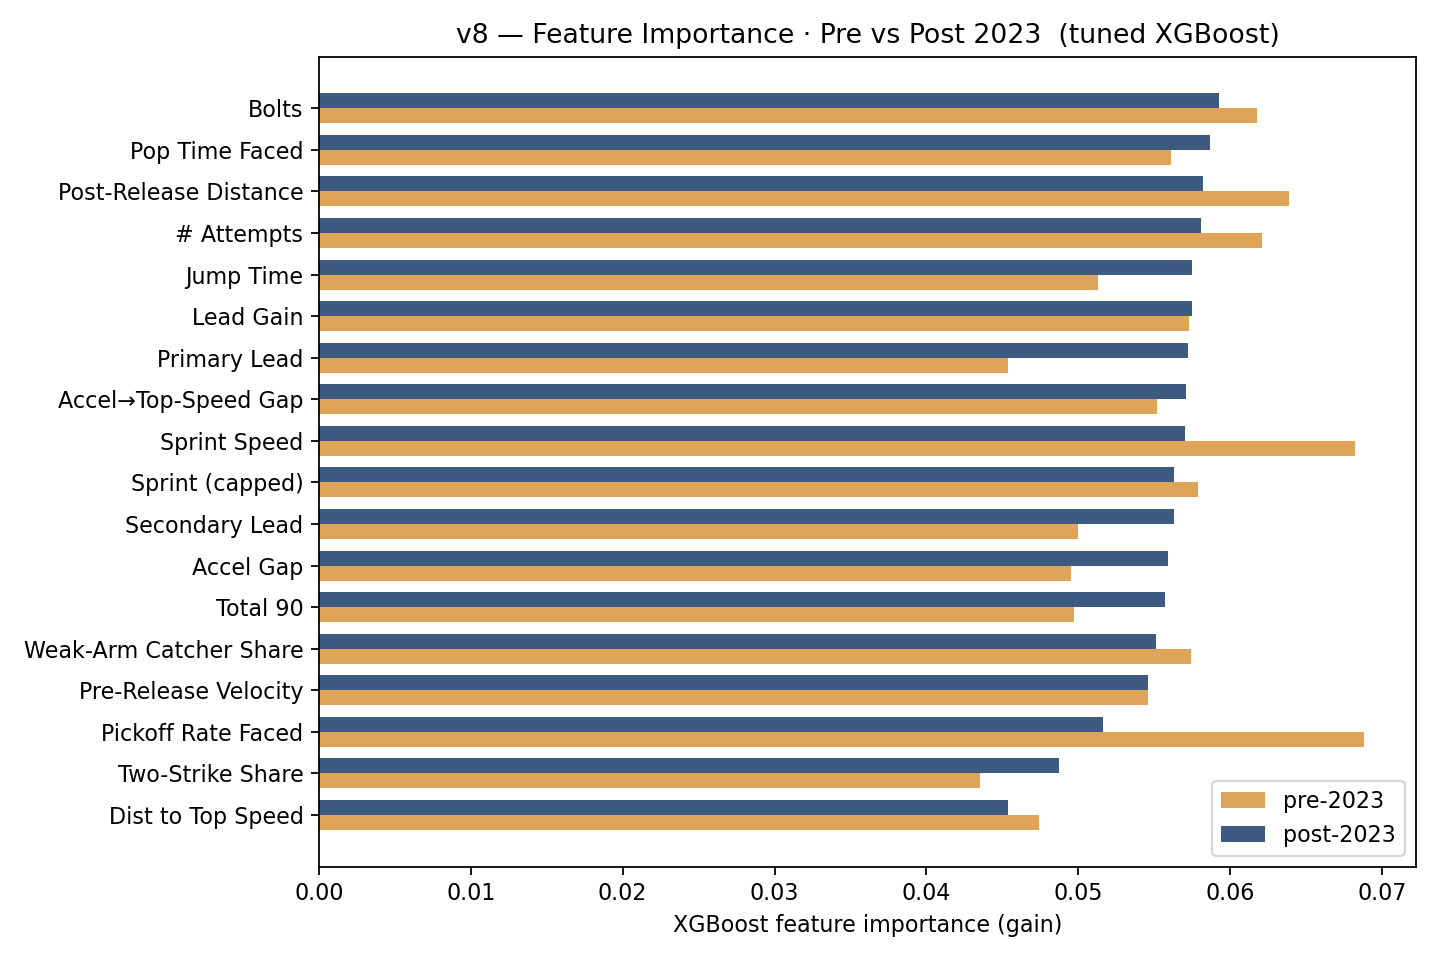 v8 — Feature Importance · Pre vs Post 2023  (tuned XGBoost)
Bolts
Pop Time Faced
Post-Release Distance
# Attempts
Jump Time
Lead Gain
Primary Lead
Accel→Top-Speed Gap
Sprint Speed
Sprint (capped)
Secondary Lead
Accel Gap
Total 90
Weak-Arm Catcher Share
Pre-Release Velocity
Pickoff Rate Faced
Two-Strike Share
Dist to Top Speed
pre-2023
post-2023
0.00 0.01 0.02 0.03 0.04 0.05 0.06 0.07
XGBoost feature importance (gain)